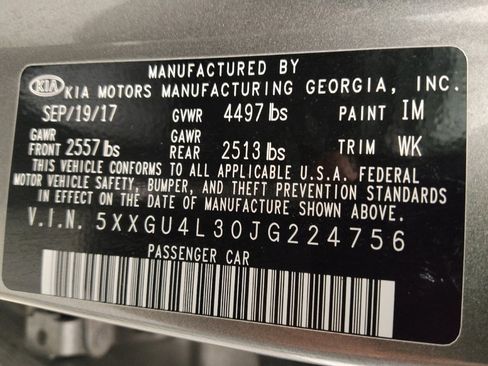 MANUFACTURED BY
KIA KIA MOTORS MANUFACTURING GEORGIA, INC.
SEP/19/17 GVWR 4497 lbs PAINT IM
GAWR GAWR
FRONT 2557 lbs REAR 2513 lbs TRIM WK
THIS VEHICLE CONFORMS TO ALL APPLICABLE U.S.A. FEDERAL
MOTOR VEHICLE SAFETY, BUMPER, AND THEFT PREVENTION STANDARDS
IN EFFECT ON THE DATE OF MANUFACTURE SHOWN ABOVE.
V.I.N. 5XXGU4L30JG224756
PASSENGER CAR